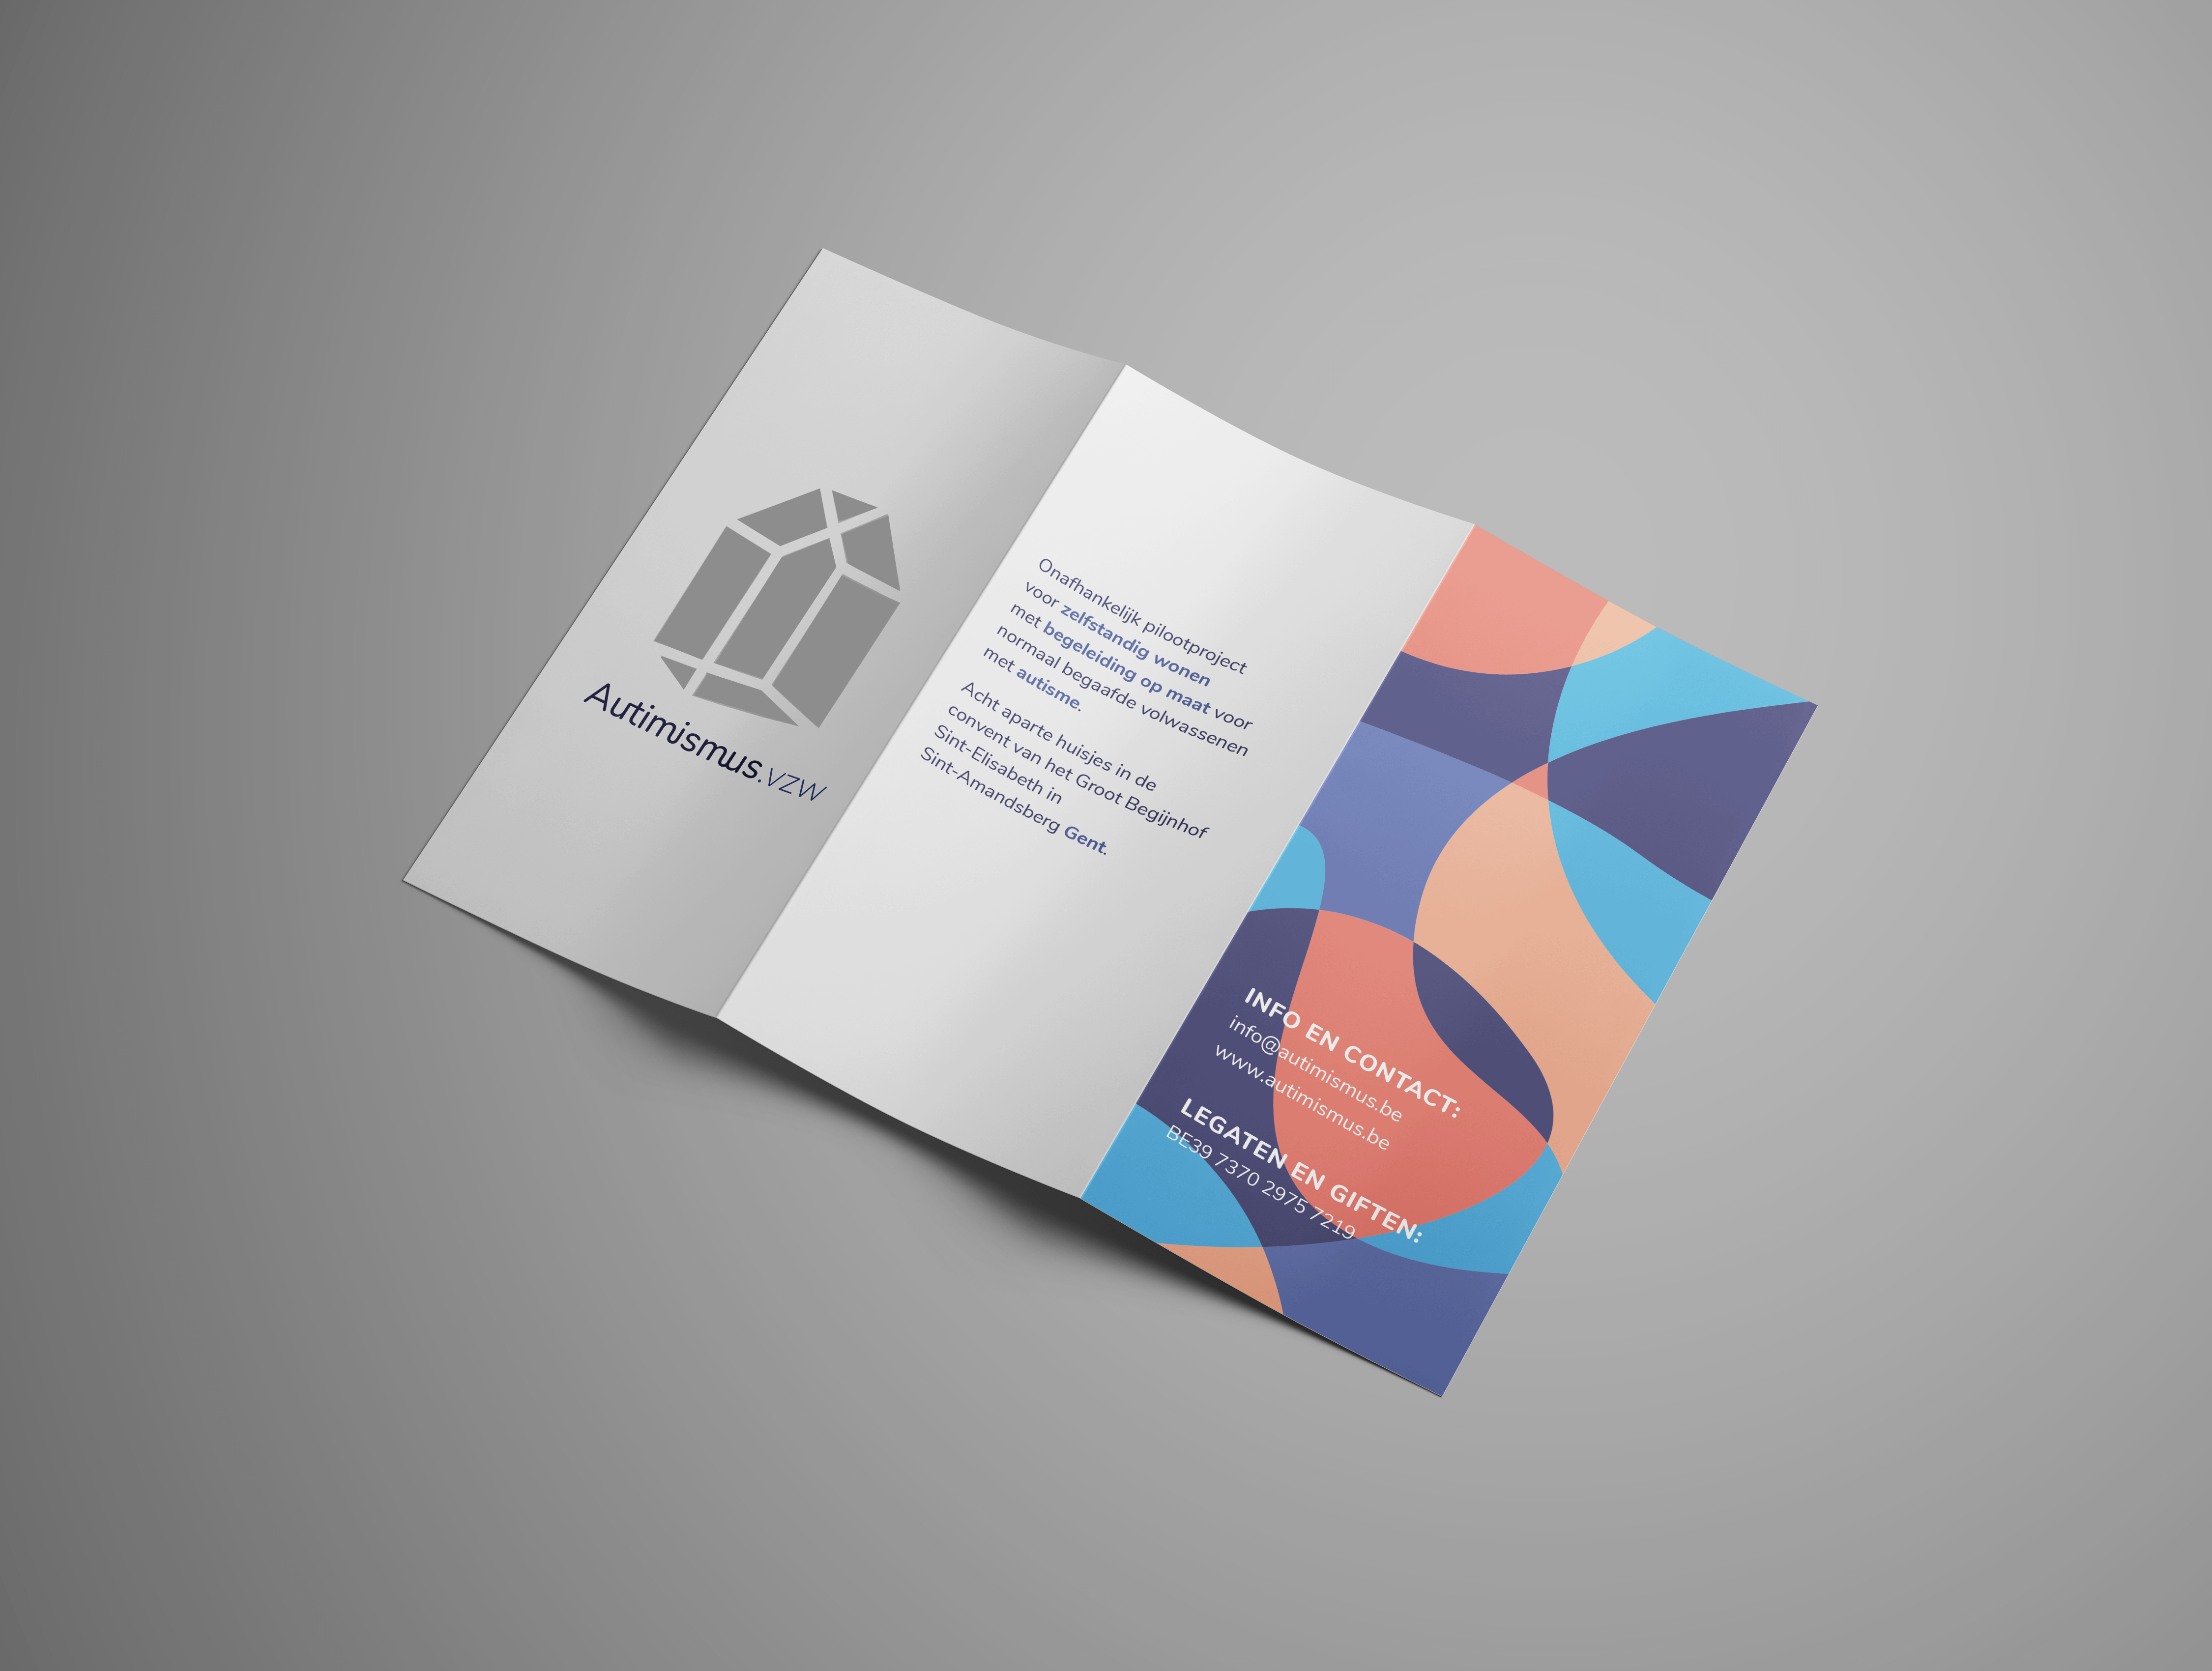 Autimismus.VZW
Onafhankelijk pilootproject
voor zelfstandig wonen
met begeleiding op maat voor
normaal begaafde volwassenen
met autisme.
Acht aparte huisjes in de
convent van het Groot Begijnhof
Sint-Elisabeth in
Sint-Amandsberg Gent.
INFO EN CONTACT:
info@autimismus.be
www.autimismus.be
LEGATEN EN GIFTEN:
BE39 7370 2975 7219